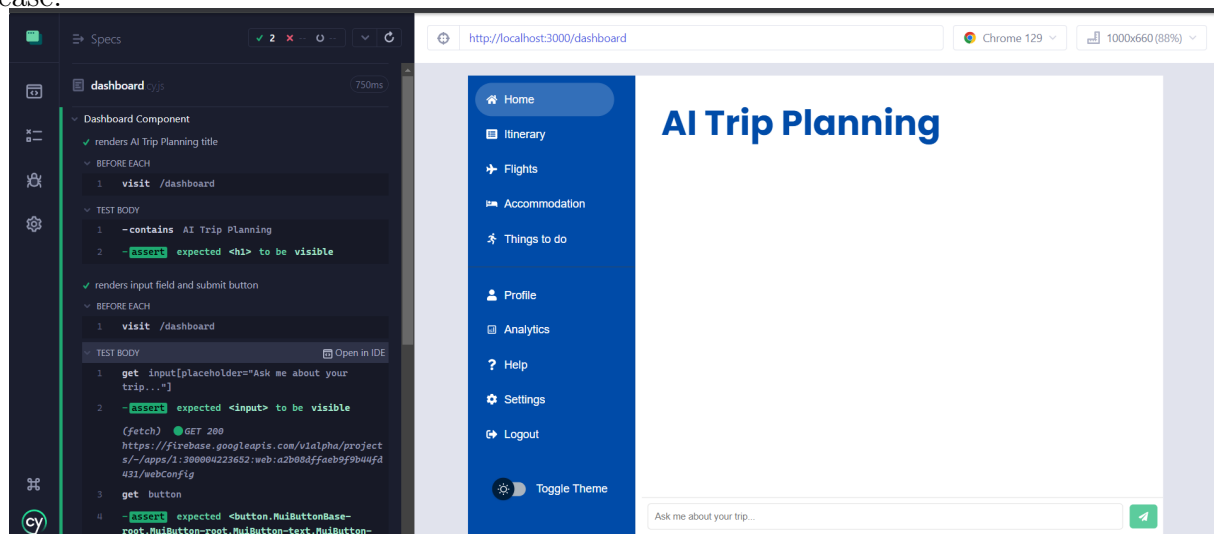 ease.
Specs
2
--
--
dashboard.cy.js
750ms
Dashboard Component
renders AI Trip Planning title
BEFORE EACH
1 visit /dashboard
TEST BODY
1 -contains AI Trip Planning
2 -assert expected <h1> to be visible
renders input field and submit button
BEFORE EACH
1 visit /dashboard
TEST BODY
Open in IDE
1 get input[placeholder="Ask me about your
trip..."]
2 -assert expected <input> to be visible
(fetch) GET 200
https://firebase.googleapis.com/v1alpha/project
s/-/apps/1:300004223652:web:a2b08dffaeb9f9b44fd
431/webConfig
3 get button
4 -assert expected <button.MuiButtonBase-
root.MuiButton-root.MuiButton-text.MuiButton-
cy
http://localhost:3000/dashboard
Chrome 129
1000x660 (88%)
Home
Itinerary
Flights
Accommodation
Things to do
Profile
Analytics
Help
Settings
Logout
Toggle Theme
AI Trip Planning
Ask me about your trip...